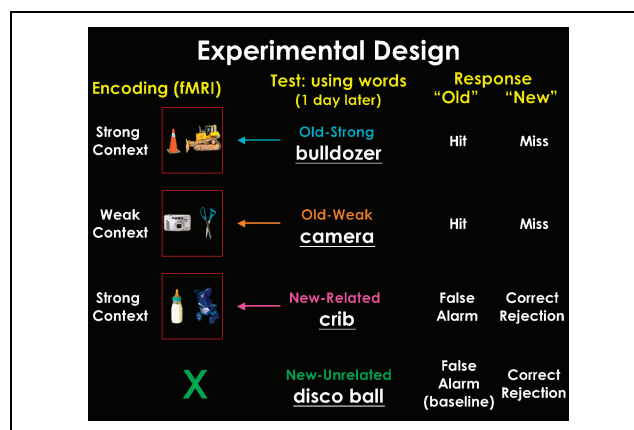 Experimental Design
Encoding (fMRI)
Test: using words
(1 day later)
Response
"Old" "New"
Strong
Context
Old-Strong
bulldozer
Hit
Miss
Weak
Context
Old-Weak
camera
Hit
Miss
Strong
Context
New-Related
crib
False
Alarm
Correct
Rejection
X
New-Unrelated
disco ball
False
Alarm
(baseline)
Correct
Rejection